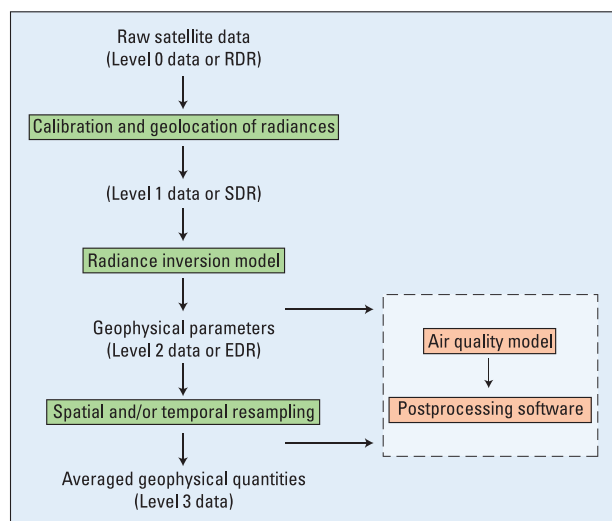 Raw satellite data
(Level 0 data or RDR)
Calibration and geolocation of radiances
(Level 1 data or SDR)
Radiance inversion model
Geophysical parameters
(Level 2 data or EDR)
Air quality model
Spatial and/or temporal resampling
Postprocessing software
Averaged geophysical quantities
(Level 3 data)